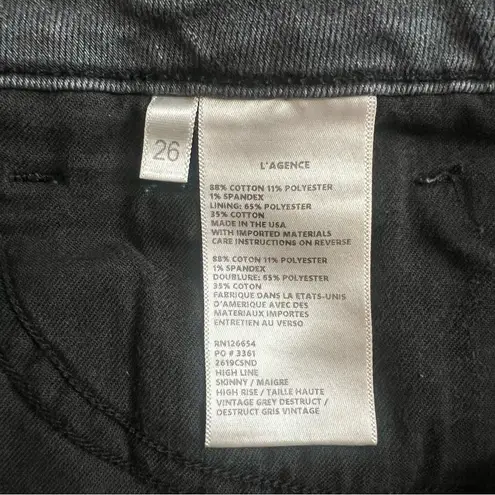 26
L'AGENCE
88% COTTON 11% POLYESTER
1% SPANDEX
LINING: 65% POLYESTER
35% COTTON
MADE IN THE USA
WITH IMPORTED MATERIALS
CARE INSTRUCTIONS ON REVERSE
88% COTON 11% POLYESTER
1% SPANDEX
DOUBLURE: 65% POLYESTER
35% COTON
FABRIQUE DANS LA ETATS-UNIS
D'AMERIQUE AVEC DES
MATERIAUX IMPORTES
ENTRETIEN AU VERSO
RN126654
PO # 3361
2619CSND
HIGH LINE
SKINNY / MAIGRE
HIGH RISE / TAILLE HAUTE
VINTAGE GREY DESTRUCT /
DESTRUCT GRIS VINTAGE